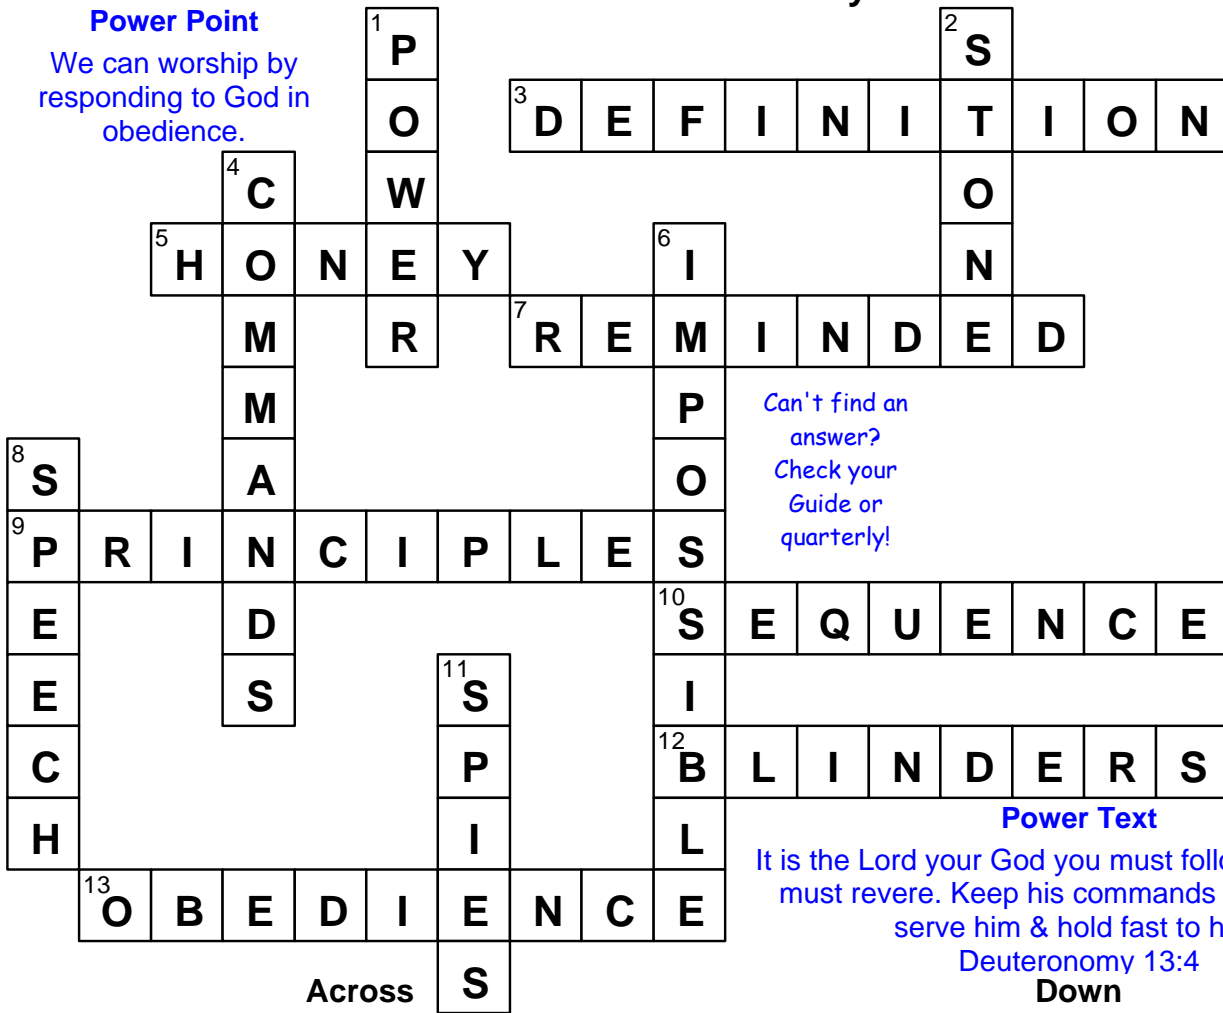 Power Point
We can worship by
responding to God in
obedience.
1 P 2 S
O 3 D E F I N I T I O N
4 C W O
5 H O N E Y 6 I N
M R 7 R E M I N D E D
M P
Can't find an
answer?
Check your
Guide or
quarterly!
8 S A O
9 P R I N C I P L E S
E D 10 S E Q U E N C E
E S 11 S I
C P 12 B L I N D E R S
H I L
13 O B E D I E N C E
S
Power Text
It is the Lord your God you must
must revere. Keep his commands
serve him & hold fast to
Deuteronomy 13:4
Across
Down